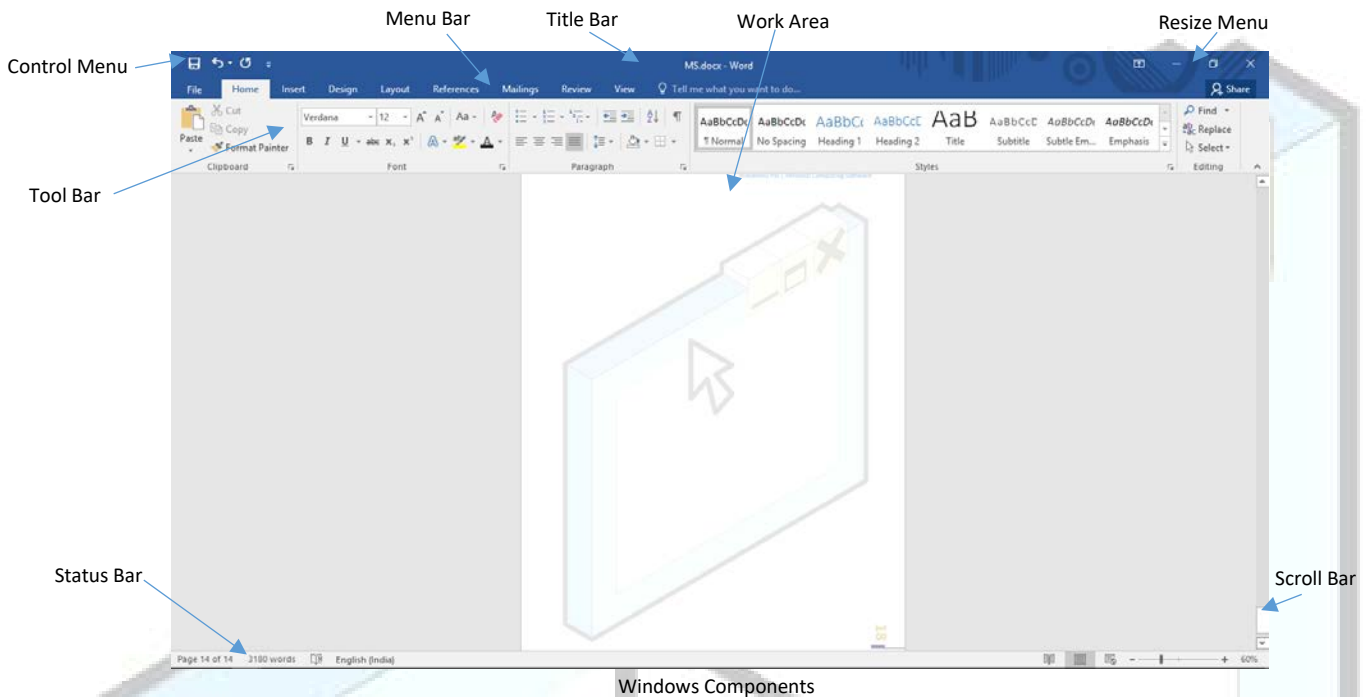 Menu Bar Title Bar Work Area Resize Menu
Control Menu
MS.docx - Word
File Home Insert Design Layout References Mailings Review View Tell me what you want to do... Share
Cut
Copy
Paste
Format Painter
Verdana 12 Aa
B I U abc x, x' A A
Clipboard Font Paragraph Styles Editing
AaBbCcDc AaBbCcDc AaBbCc AaBbCcC AaB AaBbCcC AaBbCcDc AaBbCcDc
¶ Normal No Spacing Heading 1 Heading 2 Title Subtitle Subtle Em... Emphasis
Find
Replace
Select
Tool Bar
Status Bar
Scroll Bar
18
Page 14 of 14 3180 words English (India) 60%
Windows Components